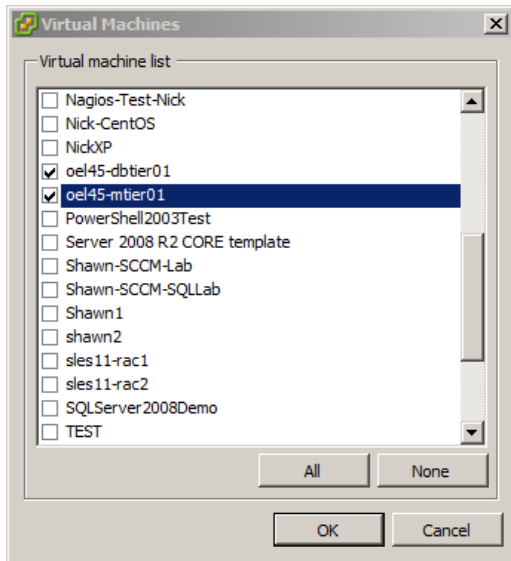 Virtual Machines
Virtual machine list
Nagios-Test-Nick
Nick-CentOS
NickXP
oel45-dbtier01
oel45-mtier01
PowerShell2003Test
Server 2008 R2 CORE template
Shawn-SCCM-Lab
Shawn-SCCM-SQLLab
Shawn1
shawn2
sles11-rac1
sles11-rac2
SQLServer2008Demo
TEST
All None
OK Cancel